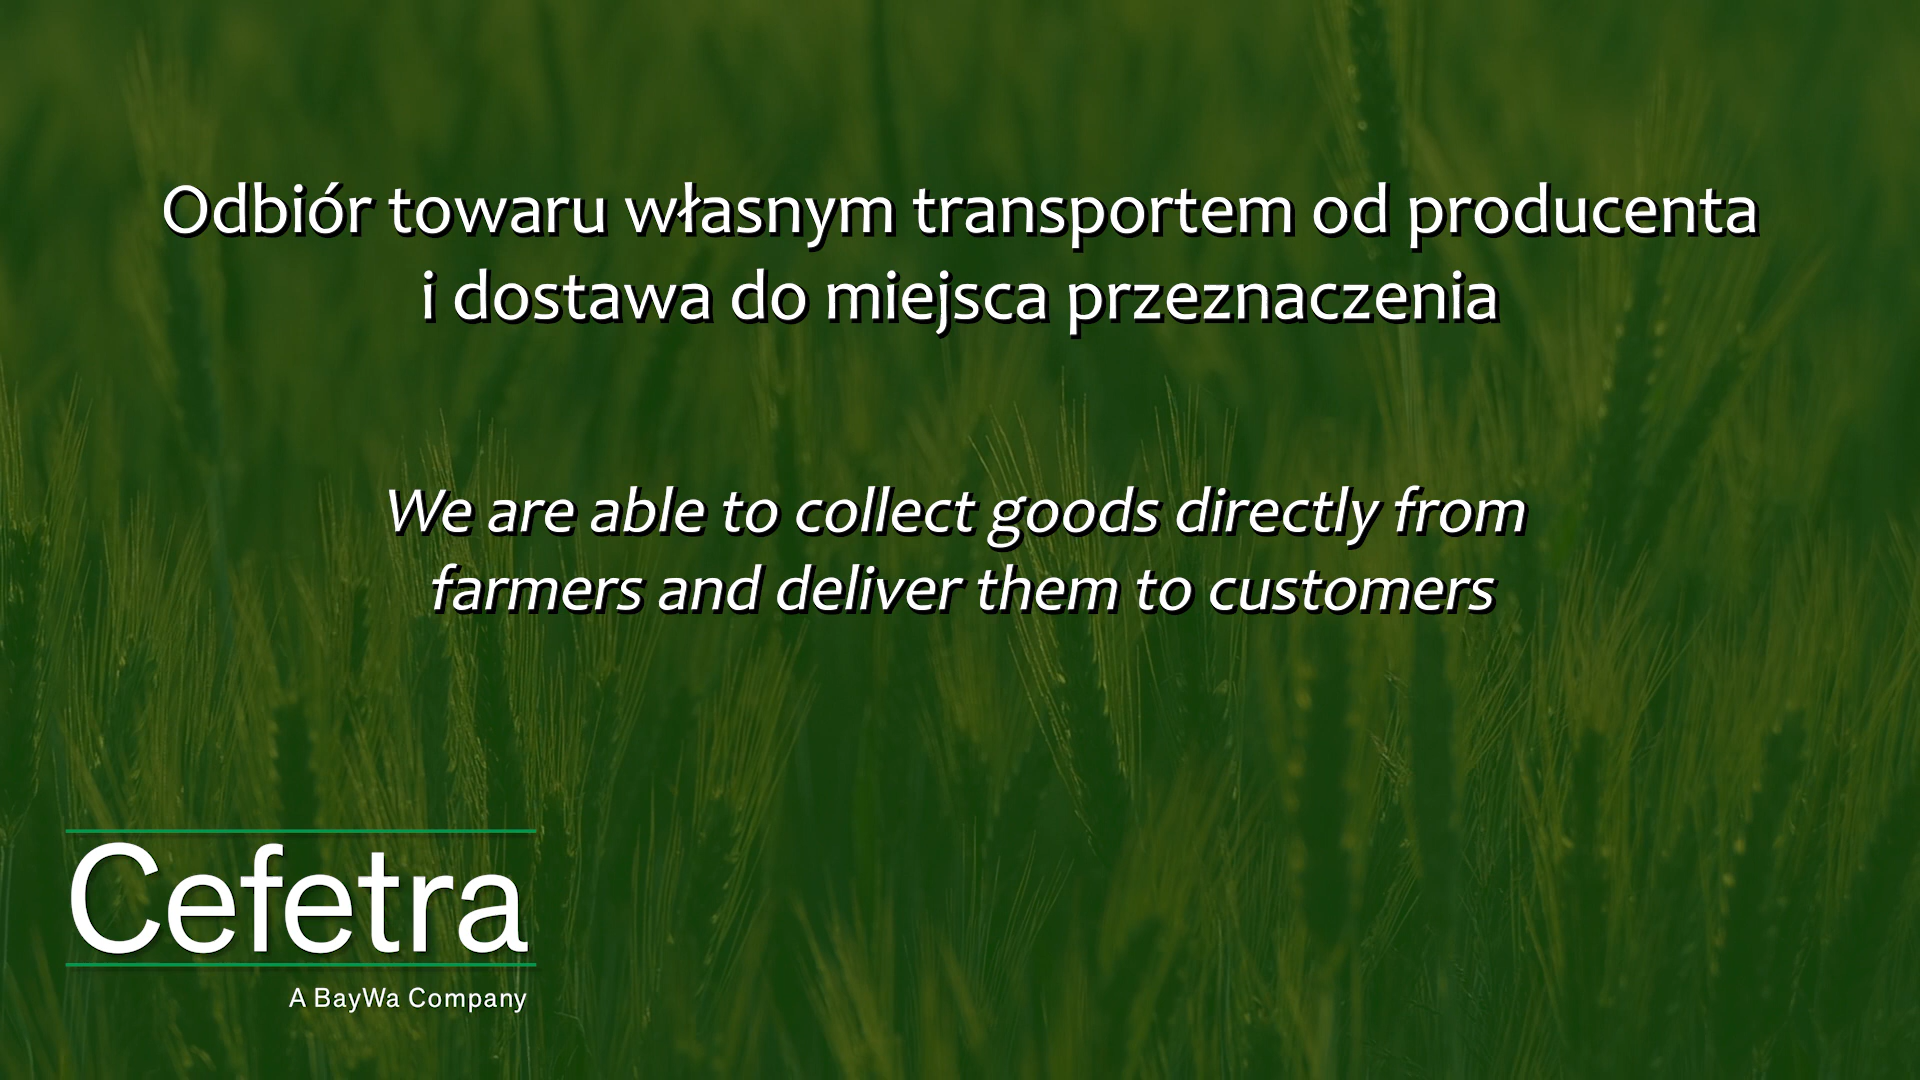 Odbiór towaru własnym transportem od producenta
i dostawa do miejsca przeznaczenia
We are able to collect goods directly from
farmers and deliver them to customers
Cefetra
A BayWa Company